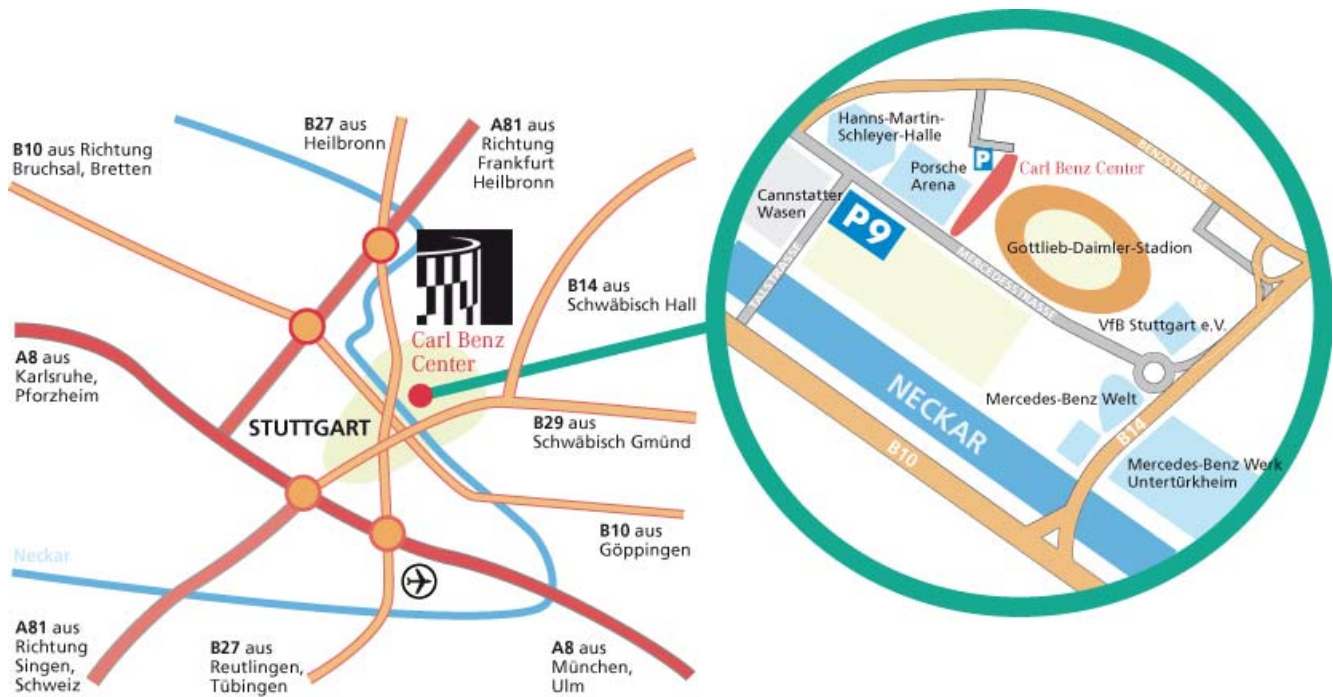 B10 aus Richtung
Bruchsal, Bretten
B27 aus
Heilbronn
A81 aus
Richtung
Frankfurt
Heilbronn
B14 aus
Schwäbisch Hall
Carl Benz
Center
A8 aus
Karlsruhe,
Pforzheim
STUTTGART
B29 aus
Schwäbisch Gmünd
B10 aus
Göppingen
Neckar
A81 aus
Richtung
Singen,
Schweiz
B27 aus
Reutlingen,
Tübingen
A8 aus
München,
Ulm
Hanns-Martin-
Schleyer-Halle
P
Porsche
Arena
Carl Benz Center
BENZSTRASSE
Cannstatter
Wasen
P9
Gottlieb-Daimler-Stadion
MERCEDESSTRASSE
TALSTRASSE
VfB Stuttgart e.V.
NECKAR
Mercedes-Benz Welt
B14
B10
Mercedes-Benz Werk
Untertürkheim